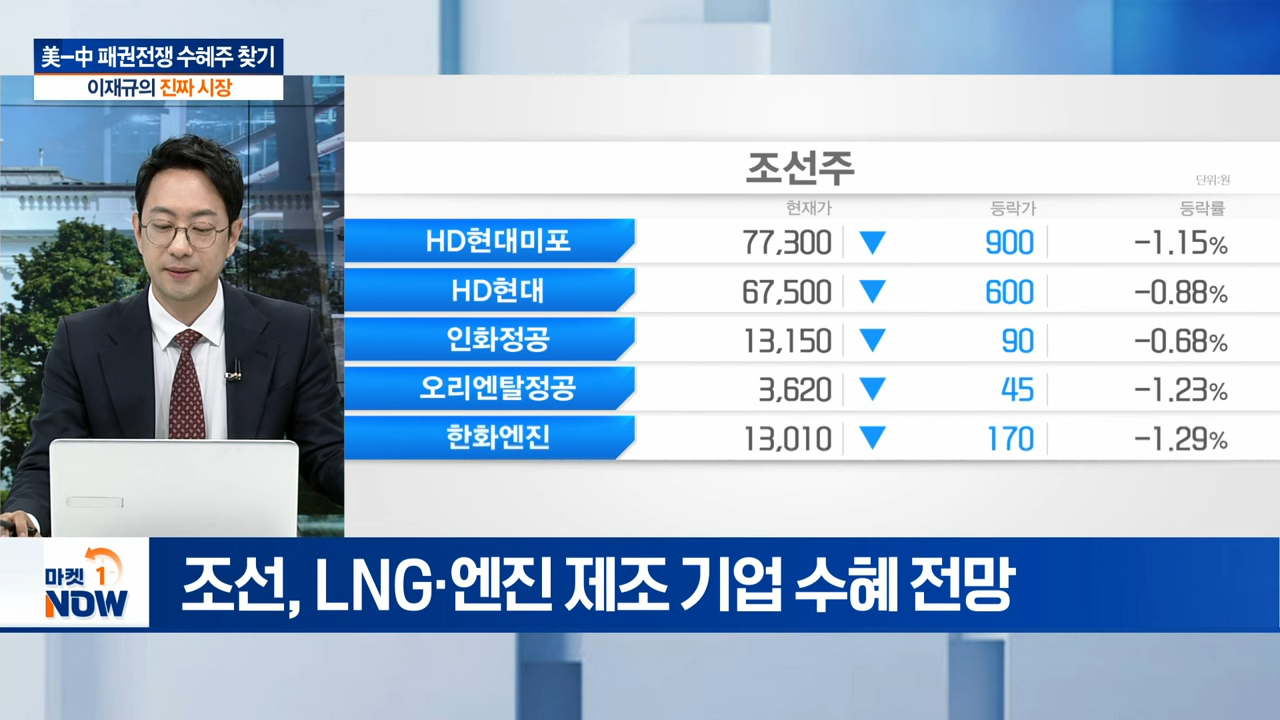 美-中 패권전쟁 수혜주 찾기
이재규의 진짜 시장
조선주
단위:원
현재가 등락가 등락률
HD현대미포 77,300 ▼ 900 -1.15%
HD현대 67,500 ▼ 600 -0.88%
인화정공 13,150 ▼ 90 -0.68%
오리엔탈정공 3,620 ▼ 45 -1.23%
한화엔진 13,010 ▼ 170 -1.29%
마켓 1
NOW
조선, LNG·엔진 제조 기업 수혜 전망